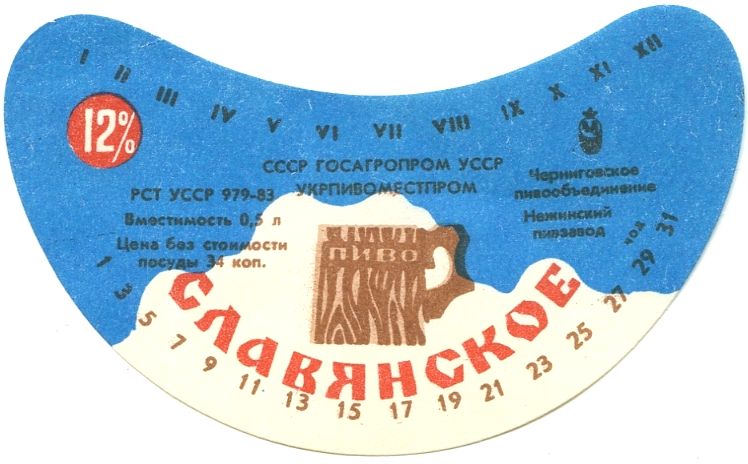 I II III IV V VI VII VIII IX X XI XII
12%
СССР ГОСАГРОПРОМ УССР
УКРПИВОМЕСТПРОМ
РСТ УССР 979-83
Вместимость 0,5 л
Цена без стоимости
посуды 34 коп.
Черниговское
пивообъединение
Нежинский
пивзавод
ПИВО
СЛАВЯНСКОЕ
1 3 5 7 9 11 13 15 17 19 21 23 25 27 29 31